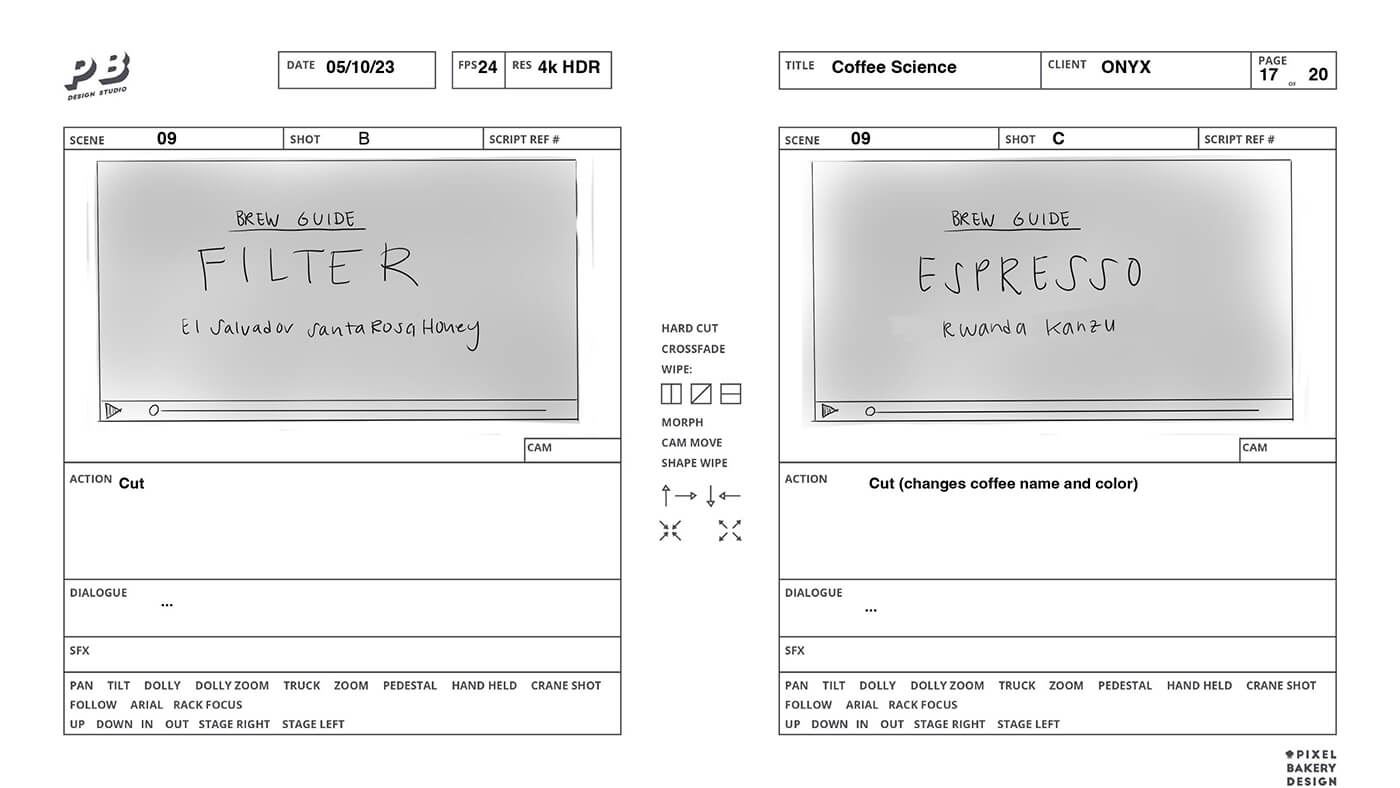 PB
DESIGN STUDIO
DATE 05/10/23
FPS 24 RES 4k HDR
TITLE Coffee Science
CLIENT ONYX
PAGE 17 OF 20
SCENE 09 SHOT B SCRIPT REF #
BREW GUIDE
FILTER
El Salvador Santa Rosa Honey
CAM
ACTION Cut
DIALOGUE ...
SFX
PAN TILT DOLLY DOLLY ZOOM TRUCK ZOOM PEDESTAL HAND HELD CRANE SHOT
FOLLOW ARIAL RACK FOCUS
UP DOWN IN OUT STAGE RIGHT STAGE LEFT
HARD CUT
CROSSFADE
WIPE:
MORPH
CAM MOVE
SHAPE WIPE
SCENE 09 SHOT C SCRIPT REF #
BREW GUIDE
ESPRESSO
Rwanda Kanzu
CAM
ACTION Cut (changes coffee name and color)
DIALOGUE ...
SFX
PAN TILT DOLLY DOLLY ZOOM TRUCK ZOOM PEDESTAL HAND HELD CRANE SHOT
FOLLOW ARIAL RACK FOCUS
UP DOWN IN OUT STAGE RIGHT STAGE LEFT
PIXEL
BAKERY
DESIGN